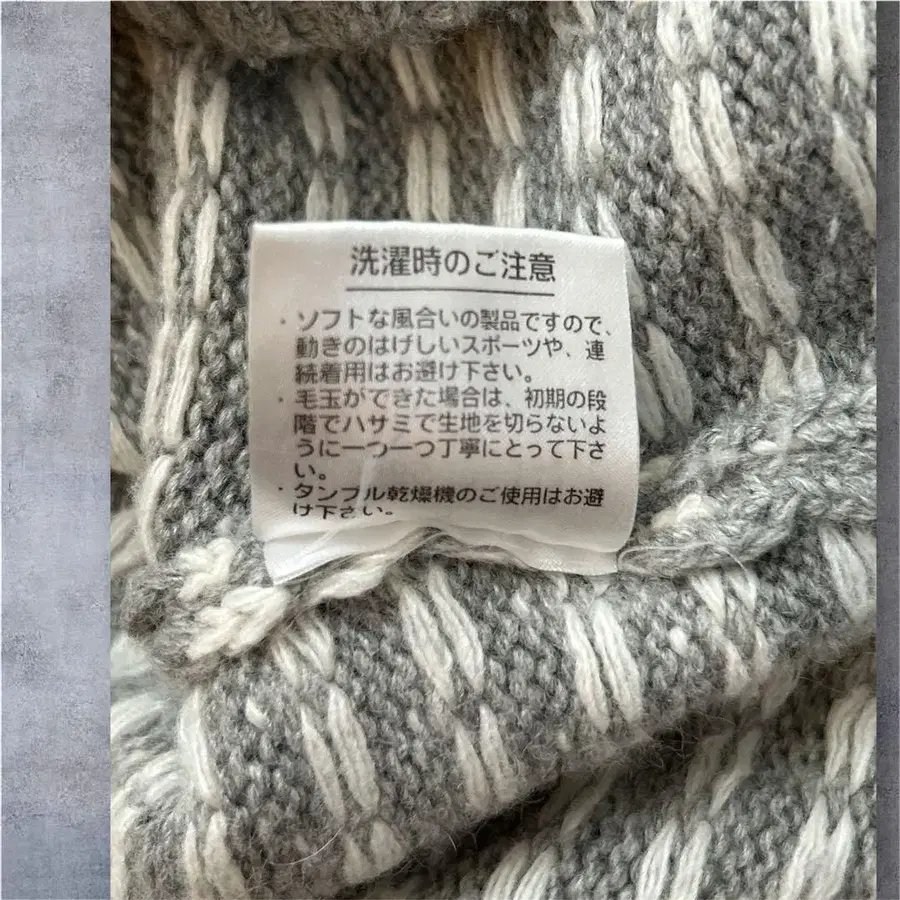 洗濯時のご注意
・ソフトな風合いの製品ですので、
動きのはげしいスポーツや、連
続着用はお避け下さい。
・毛玉ができた場合は、初期の段
階でハサミで生地を切らないよ
うに一つ一つ丁寧にとって下さ
い。
・タンブル乾燥機のご使用はお避
け下さい。